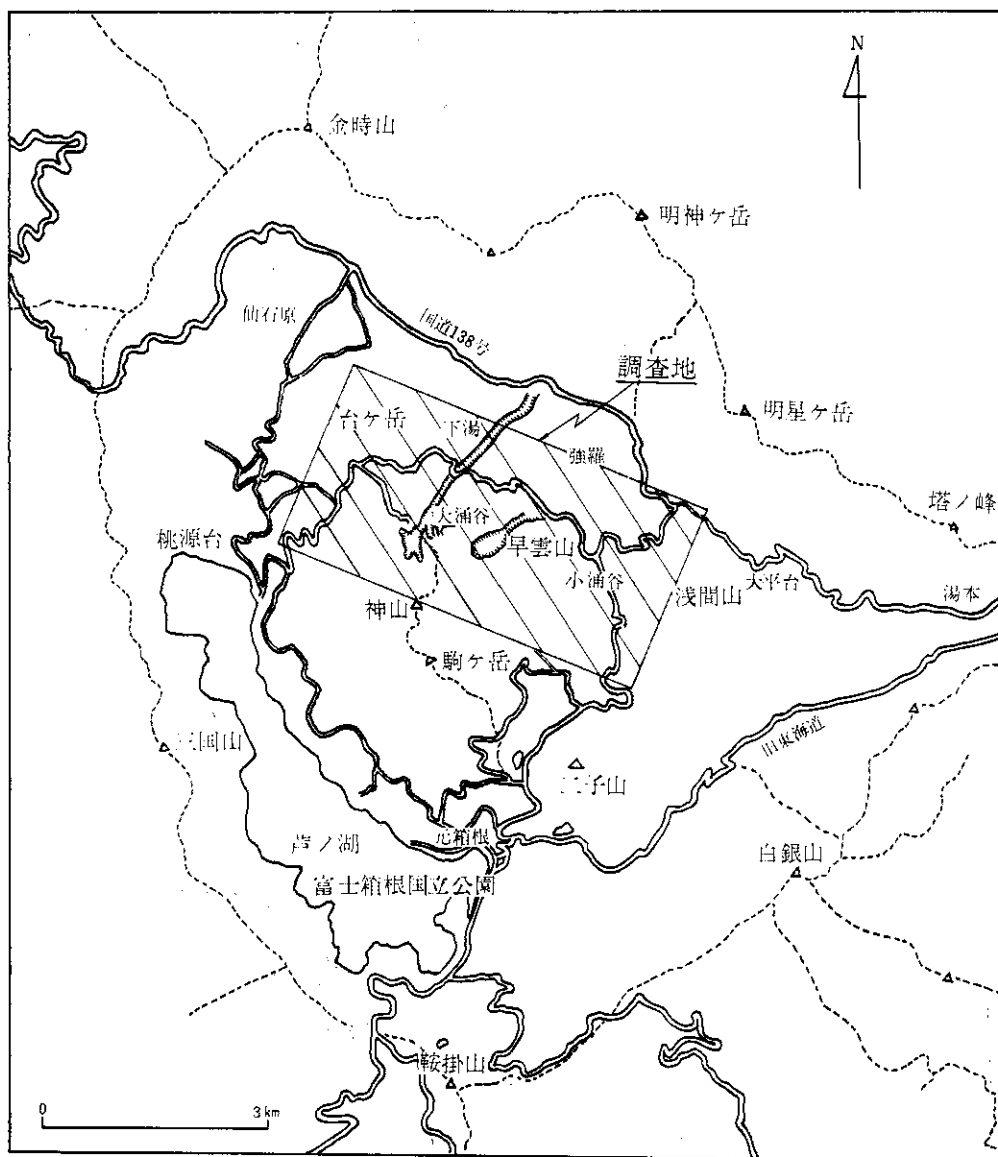 N
金時山
明神ヶ岳
仙石原
国道138号
調査地
台ヶ岳
下湯
明星ヶ岳
強羅
塔ノ峰
大涌谷
早雲山
桃源台
小涌谷
大平台
浅間山
湯本
神山
駒ヶ岳
三国山
旧東海道
二子山
元箱根
芦ノ湖
白銀山
富士箱根国立公園
鞍掛山
0
3km